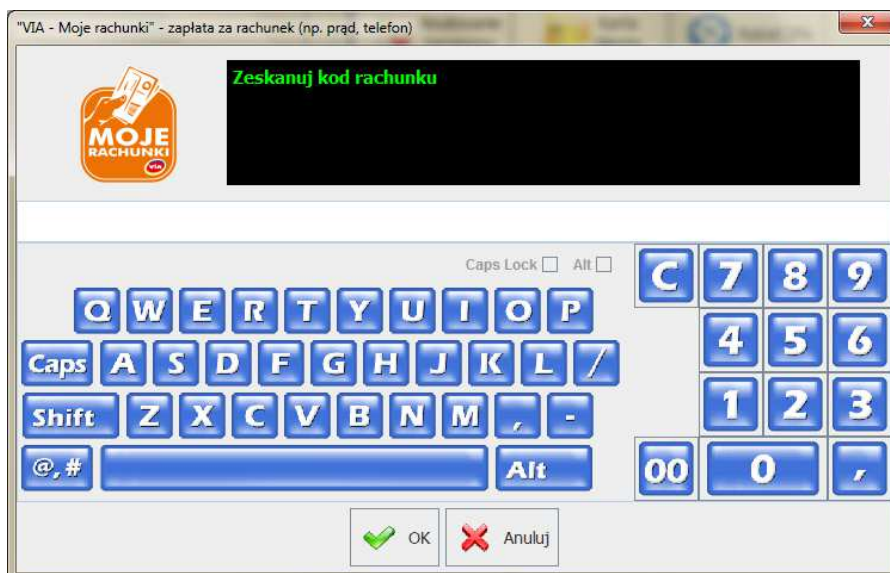 "VIA - Moje rachunki" - zapłata za rachunek (np. prąd, telefon)
Zeskanuj kod rachunku
MOJE
RACHUNKI
via
Caps Lock Alt
C 7 8 9
Q W E R T Y U I O P
4 5 6
Caps A S D F G H J K L /
1 2 3
Shift Z X C V B N M , -
@,# Alt
00 0 ,
OK Anuluj